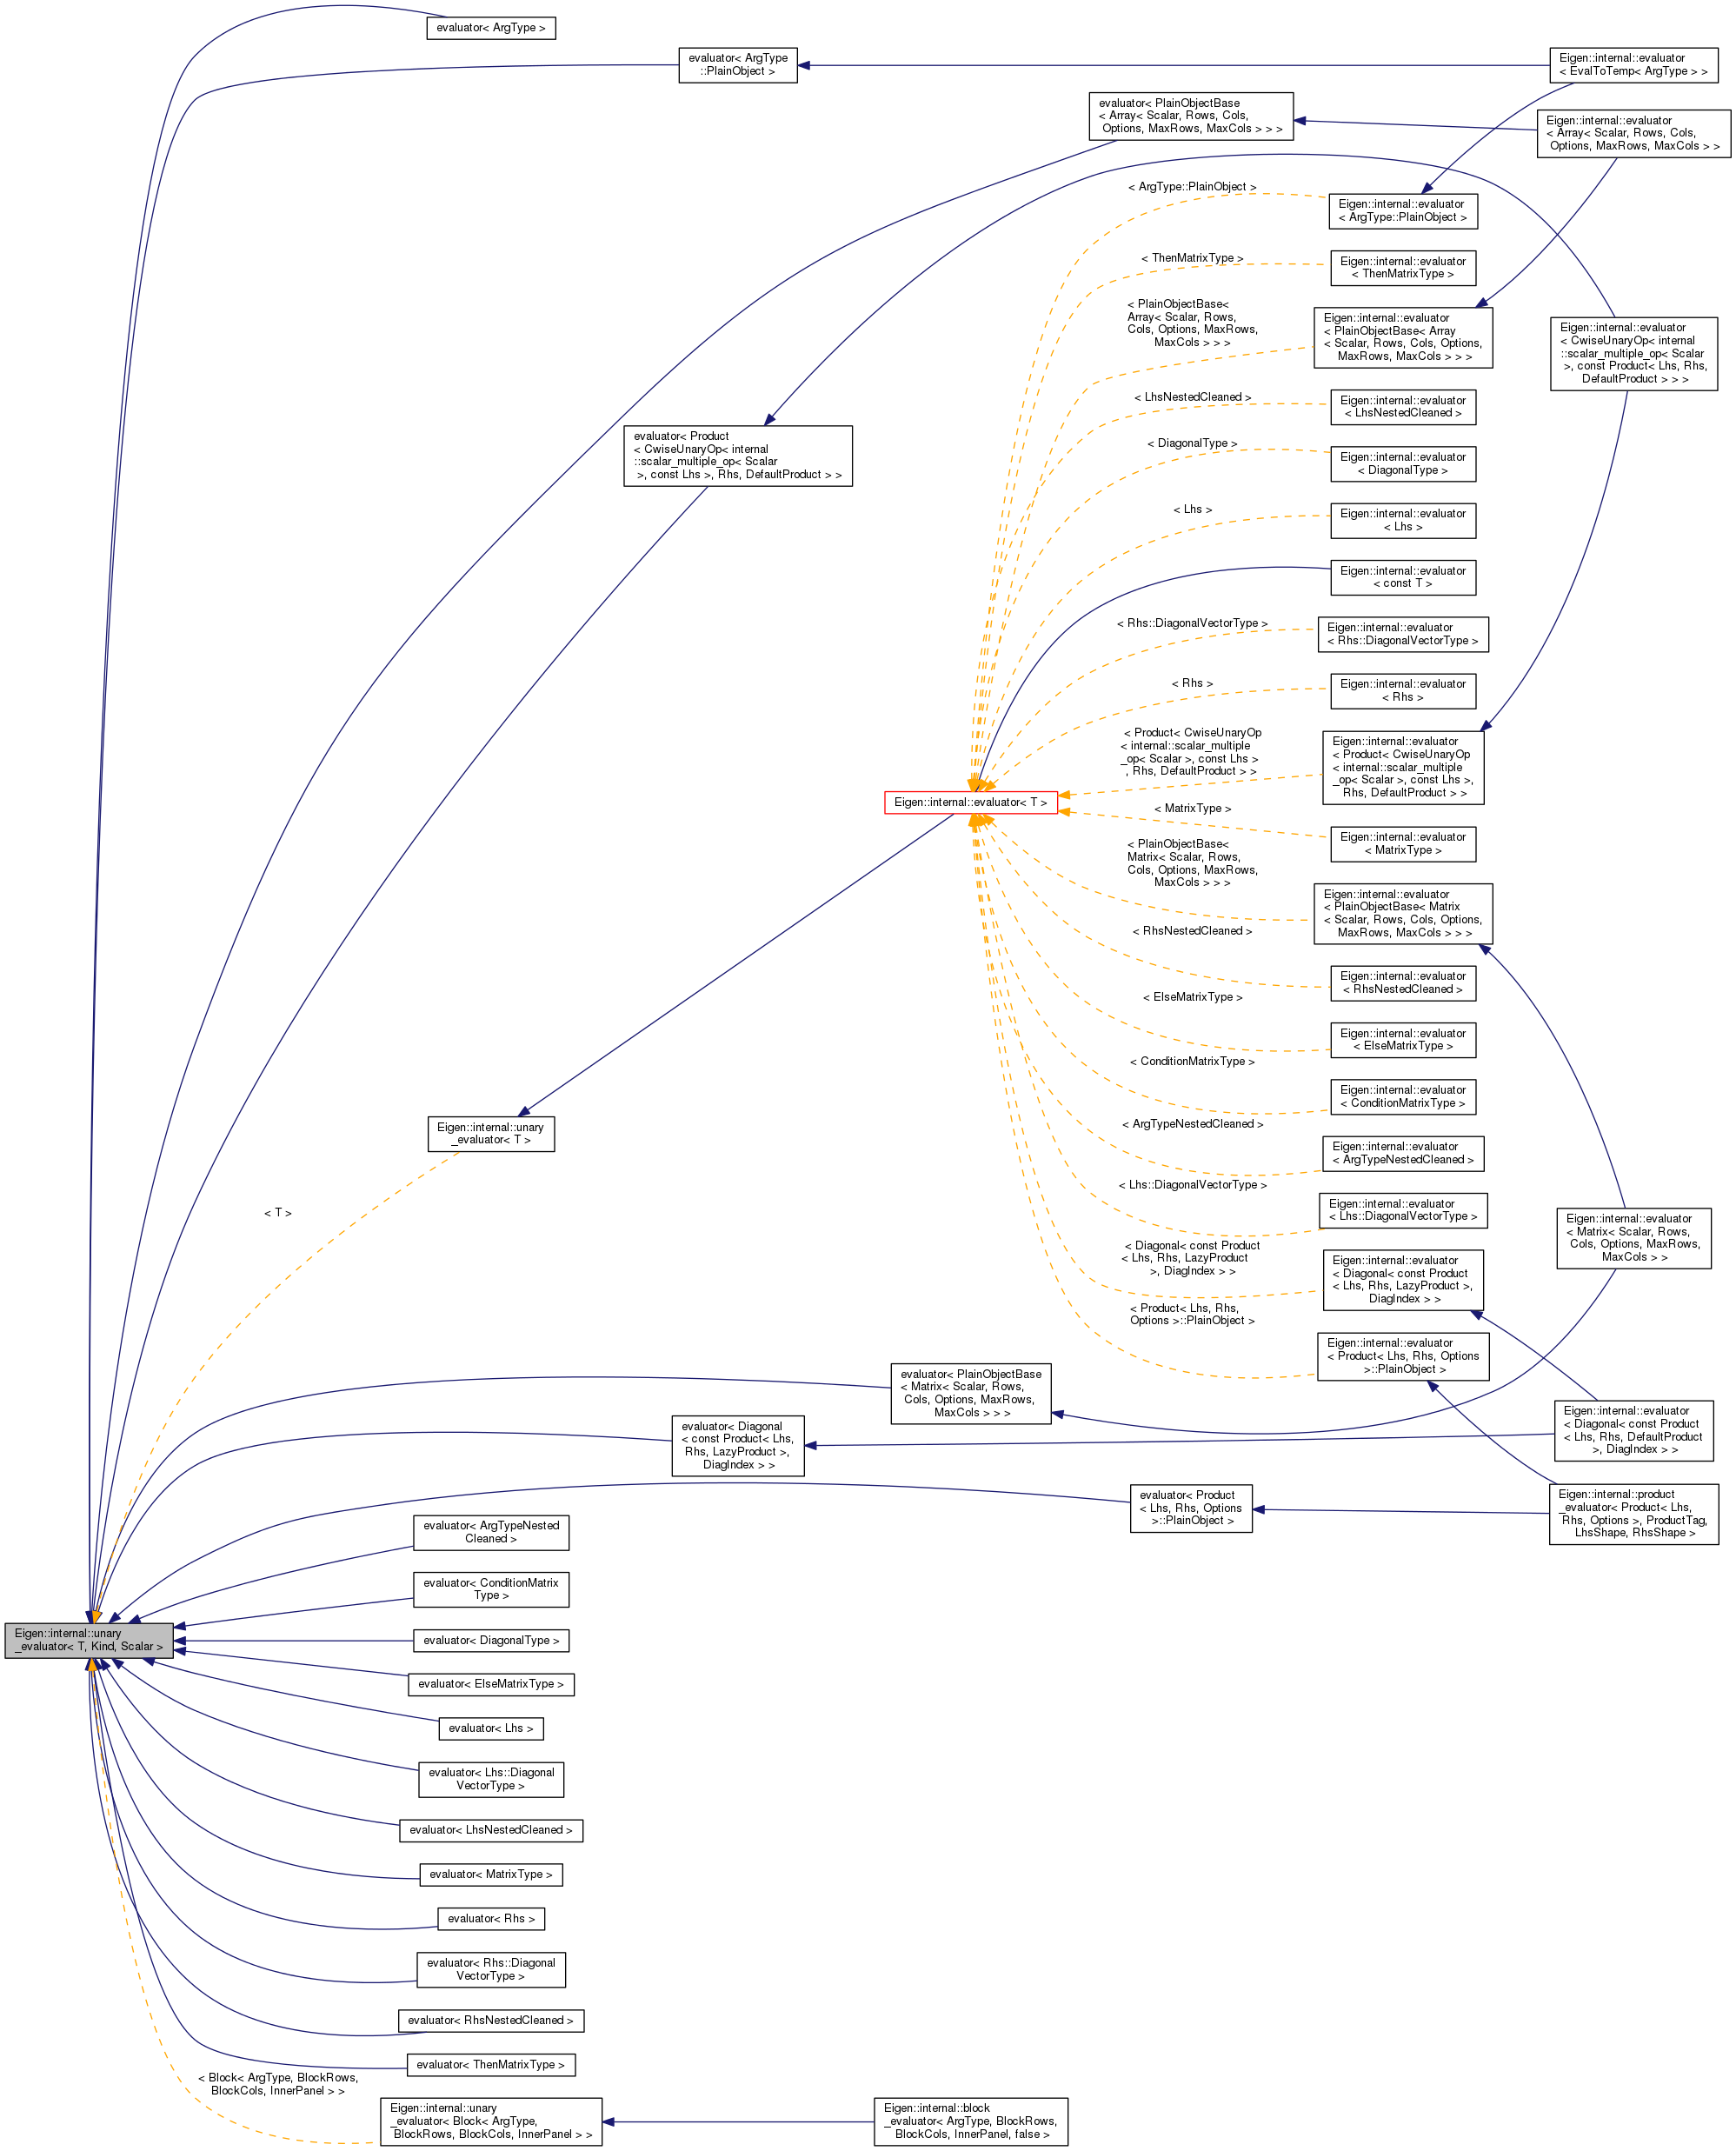 evaluator< ArgType >
evaluator< ArgType
::PlainObject >
Eigen::internal::evaluator
< EvalToTemp< ArgType > >
evaluator< PlainObjectBase
< Array< Scalar, Rows, Cols,
Options, MaxRows, MaxCols > > >
Eigen::internal::evaluator
< Array< Scalar, Rows, Cols,
Options, MaxRows, MaxCols > >
< ArgType::PlainObject >
Eigen::internal::evaluator
< ArgType::PlainObject >
< ThenMatrixType >
Eigen::internal::evaluator
< ThenMatrixType >
< PlainObjectBase<
Array< Scalar, Rows,
Cols, Options, MaxRows,
MaxCols > > >
Eigen::internal::evaluator
< PlainObjectBase< Array
< Scalar, Rows, Cols, Options,
MaxRows, MaxCols > > >
Eigen::internal::evaluator
< CwiseUnaryOp< internal
::scalar_multiple_op< Scalar
>, const Product< Lhs, Rhs,
DefaultProduct > > >
< LhsNestedCleaned >
Eigen::internal::evaluator
< LhsNestedCleaned >
evaluator< Product
< CwiseUnaryOp< internal
::scalar_multiple_op< Scalar
>, const Lhs >, Rhs, DefaultProduct > >
< DiagonalType >
Eigen::internal::evaluator
< DiagonalType >
< Lhs >
Eigen::internal::evaluator
< Lhs >
Eigen::internal::evaluator
< const T >
< Rhs::DiagonalVectorType >
Eigen::internal::evaluator
< Rhs::DiagonalVectorType >
< Rhs >
Eigen::internal::evaluator
< Rhs >
< Product< CwiseUnaryOp
< internal::scalar_multiple
_op< Scalar >, const Lhs >
, Rhs, DefaultProduct > >
Eigen::internal::evaluator
< Product< CwiseUnaryOp
< internal::scalar_multiple
_op< Scalar >, const Lhs >,
Rhs, DefaultProduct > >
Eigen::internal::evaluator< T >
< MatrixType >
Eigen::internal::evaluator
< MatrixType >
< PlainObjectBase<
Matrix< Scalar, Rows,
Cols, Options, MaxRows,
MaxCols > > >
Eigen::internal::evaluator
< PlainObjectBase< Matrix
< Scalar, Rows, Cols, Options,
MaxRows, MaxCols > > >
< RhsNestedCleaned >
Eigen::internal::evaluator
< RhsNestedCleaned >
< ElseMatrixType >
Eigen::internal::evaluator
< ElseMatrixType >
< ConditionMatrixType >
Eigen::internal::evaluator
< ConditionMatrixType >
Eigen::internal::unary
_evaluator< T >
< ArgTypeNestedCleaned >
Eigen::internal::evaluator
< ArgTypeNestedCleaned >
< T >
< Lhs::DiagonalVectorType >
Eigen::internal::evaluator
< Lhs::DiagonalVectorType >
Eigen::internal::evaluator
< Matrix< Scalar, Rows,
Cols, Options, MaxRows,
MaxCols > >
< Diagonal< const Product
< Lhs, Rhs, LazyProduct
>, DiagIndex > >
Eigen::internal::evaluator
< Diagonal< const Product
< Lhs, Rhs, LazyProduct >,
DiagIndex > >
< Product< Lhs, Rhs,
Options >::PlainObject >
Eigen::internal::evaluator
< Product< Lhs, Rhs, Options
>::PlainObject >
evaluator< PlainObjectBase
< Matrix< Scalar, Rows,
Cols, Options, MaxRows,
MaxCols > > >
evaluator< Diagonal
< const Product< Lhs,
Rhs, LazyProduct >,
DiagIndex > >
Eigen::internal::evaluator
< Diagonal< const Product
< Lhs, Rhs, DefaultProduct
>, DiagIndex > >
evaluator< Product
< Lhs, Rhs, Options
>::PlainObject >
Eigen::internal::product
_evaluator< Product< Lhs,
Rhs, Options >, ProductTag,
LhsShape, RhsShape >
evaluator< ArgTypeNested
Cleaned >
evaluator< ConditionMatrix
Type >
Eigen::internal::unary
_evaluator< T, Kind, Scalar >
evaluator< DiagonalType >
evaluator< ElseMatrixType >
evaluator< Lhs >
evaluator< Lhs::Diagonal
VectorType >
evaluator< LhsNestedCleaned >
evaluator< MatrixType >
evaluator< Rhs >
evaluator< Rhs::Diagonal
VectorType >
evaluator< RhsNestedCleaned >
evaluator< ThenMatrixType >
< Block< ArgType, BlockRows,
BlockCols, InnerPanel > >
Eigen::internal::unary
_evaluator< Block< ArgType,
BlockRows, BlockCols, InnerPanel > >
Eigen::internal::block
_evaluator< ArgType, BlockRows,
BlockCols, InnerPanel, false >